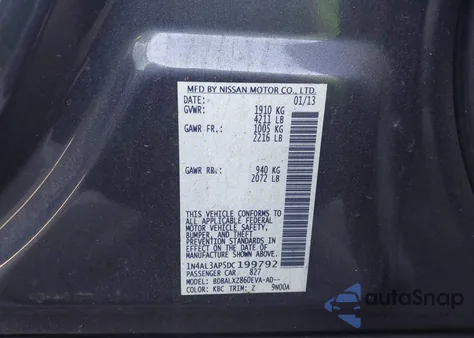 MFD BY NISSAN MOTOR CO., LTD.
DATE: 01/13
GVWR: 1910 KG
4211 LB
GAWR FR: 1005 KG
2216 LB
GAWR RR: 940 KG
2072 LB
THIS VEHICLE CONFORMS
TO ALL APPLICABLE FEDERAL
MOTOR VEHICLE SAFETY,
BUMPER, AND THEFT
PREVENTION STANDARDS
IN EFFECT ON THE DATE OF
MANUFACTURE SHOWN ABOVE
1N4AL3AP5DC199792
PASSENGER CAR 827
MODEL: BDBALXZ860EVA-AD--
COLOR: KBC TRIM: Z 9N00A
autoSnap